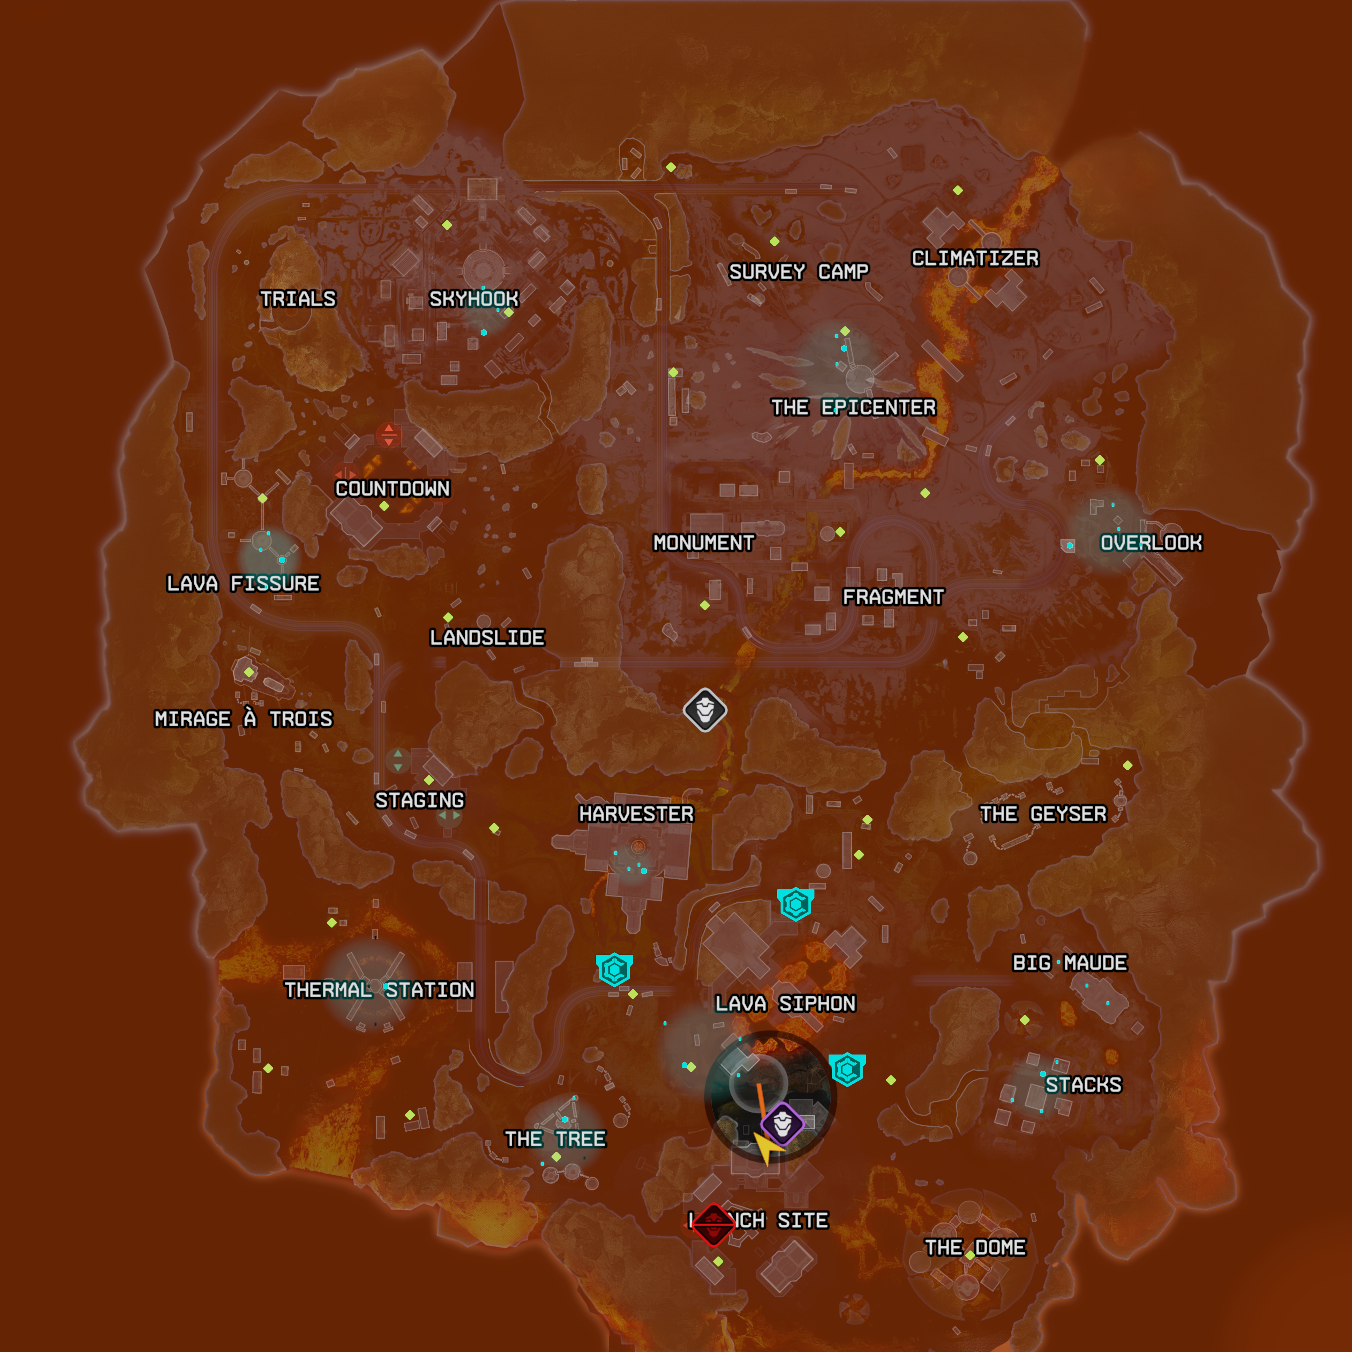 CLIMATIZER
SURVEY CAMP
TRIALS
SKYHOOK
THE EPICENTER
COUNTDOWN
MONUMENT
OVERLOOK
LAVA FISSURE
FRAGMENT
LANDSLIDE
MIRAGE À TROIS
STAGING
HARVESTER
THE GEYSER
BIG MAUDE
THERMAL STATION
LAVA SIPHON
STACKS
THE TREE
SITE
THE DOME